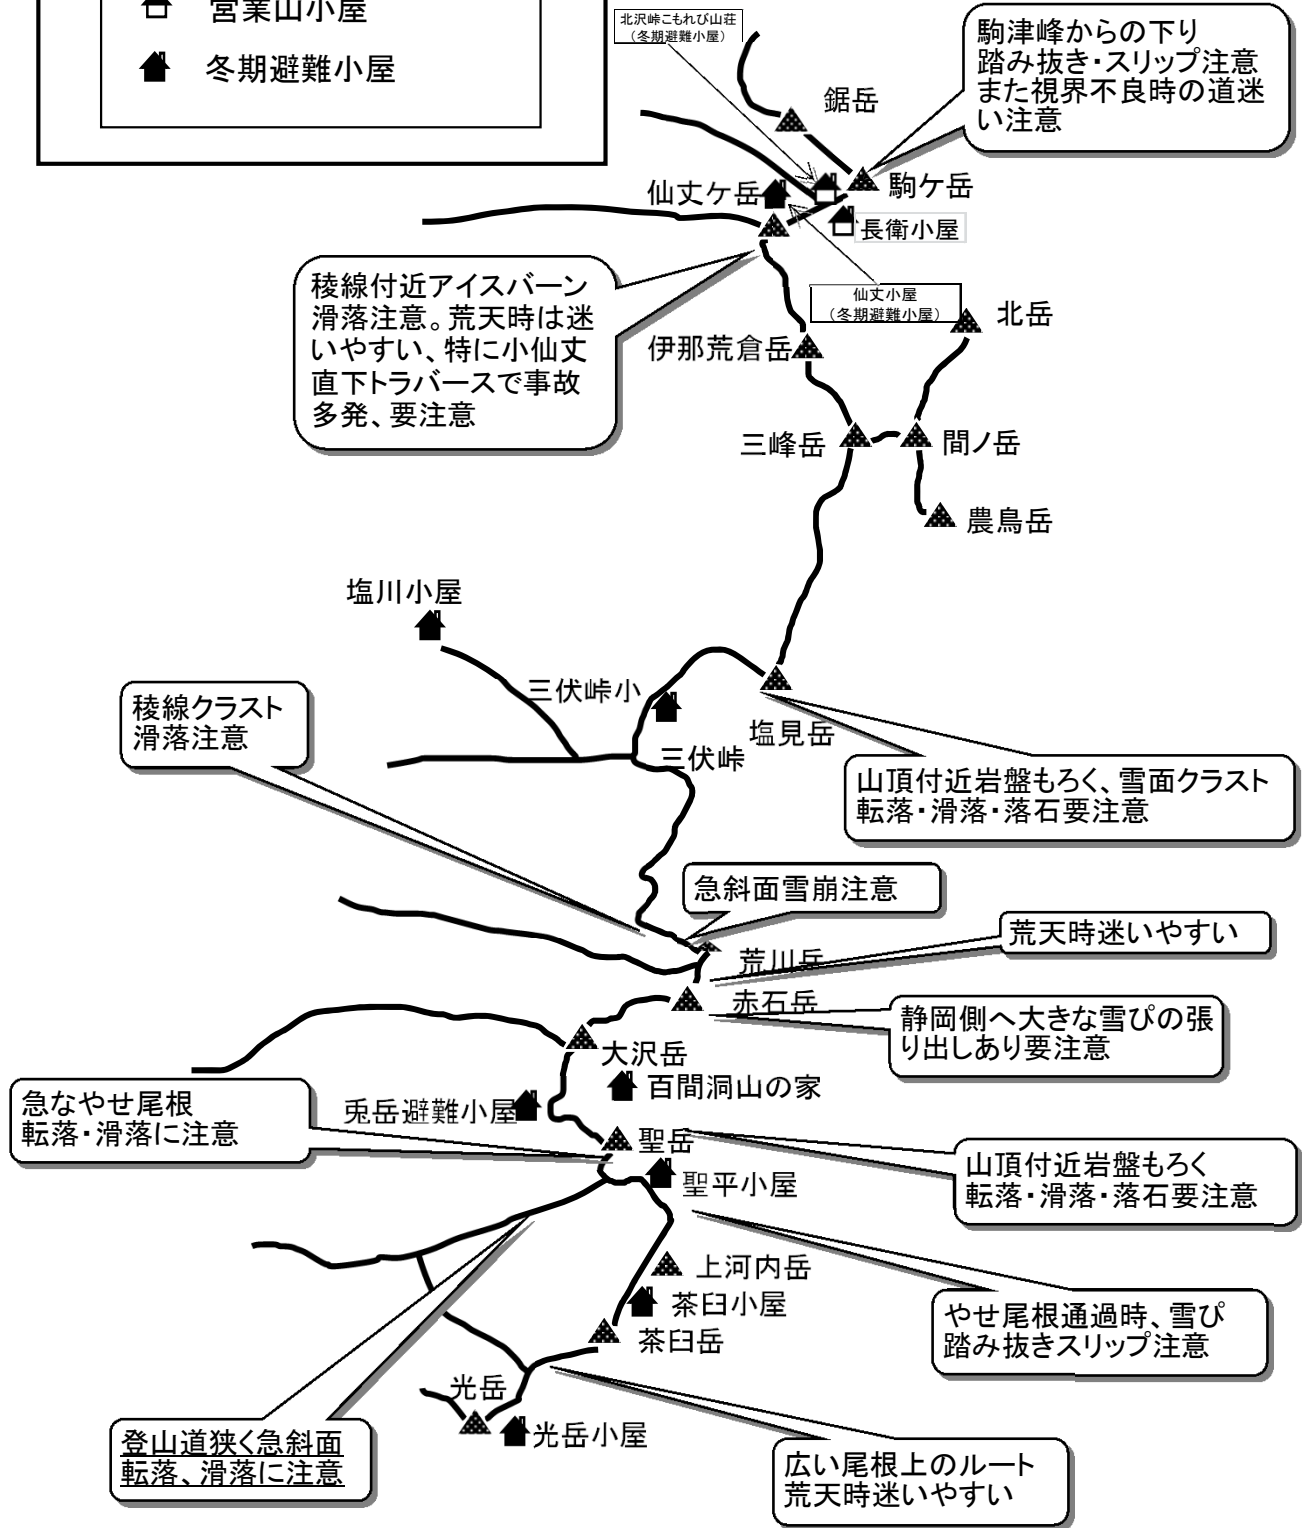 営業山小屋
冬期避難小屋
北沢峠こもれび山荘
（冬期避難小屋）
駒津峰からの下り
踏み抜き・スリップ注意
また視界不良時の道迷
い注意
鋸岳
仙丈ケ岳
駒ケ岳
長衛小屋
稜線付近アイスバーン
滑落注意。荒天時は迷
いやすい、特に小仙丈
直下トラバースで事故
多発、要注意
仙丈小屋
（冬期避難小屋）
北岳
伊那荒倉岳
三峰岳
間ノ岳
農鳥岳
塩川小屋
三伏峠小
稜線クラスト
滑落注意
塩見岳
三伏峠
山頂付近岩盤もろく、雪面クラスト
転落・滑落・落石要注意
急斜面雪崩注意
荒天時迷いやすい
荒川岳
赤石岳
静岡側へ大きな雪ぴの張
り出しあり要注意
大沢岳
百間洞山の家
急なやせ尾根
転落・滑落に注意
兎岳避難小屋
聖岳
山頂付近岩盤もろく
転落・滑落・落石要注意
聖平小屋
上河内岳
茶臼小屋
やせ尾根通過時、雪ぴ
踏み抜きスリップ注意
茶臼岳
光岳
光岳小屋
登山道狭く急斜面
転落、滑落に注意
広い尾根上のルート
荒天時迷いやすい